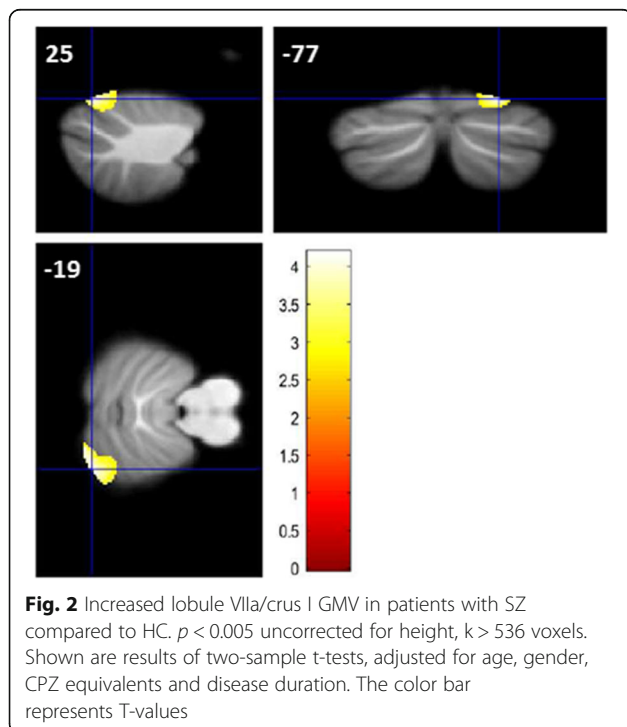 25
-77
-19
4
3.5
3
2.5
2
1.5
1
0.5
0
Fig. 2 Increased lobule VIIa/crus I GMV in patients with SZ
compared to HC. p < 0.005 uncorrected for height, k > 536 voxels.
Shown are results of two-sample t-tests, adjusted for age, gender,
CPZ equivalents and disease duration. The color bar
represents T-values